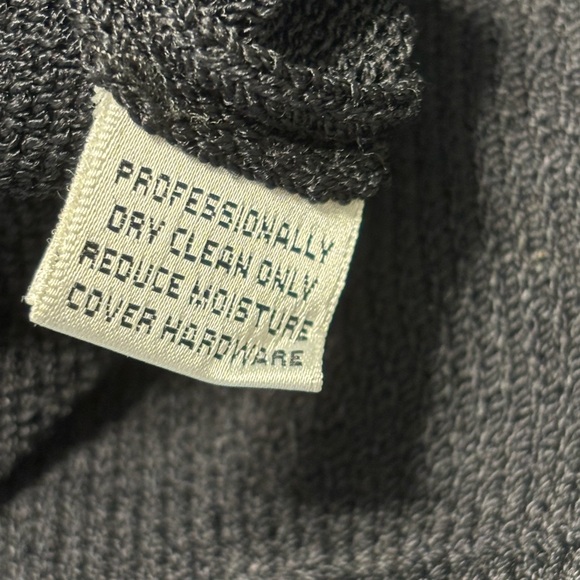 PROFESSIONALLY
DRY CLEAN ONLY
REDUCE MOISTURE
COVER HARDWARE